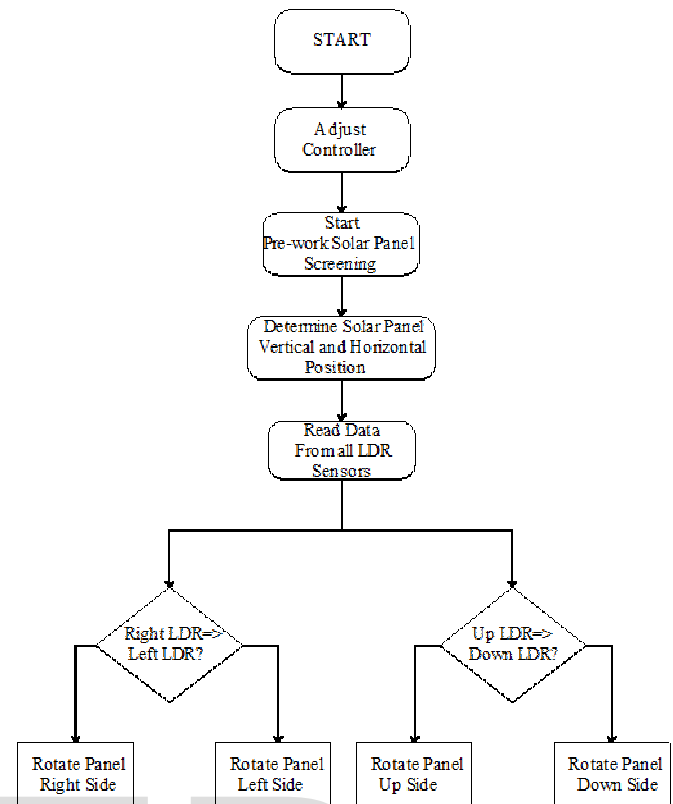 START
Adjust
Controller
Start
Pre-work Solar Panel
Screening
Determine Solar Panel
Vertical and Horizontal
Position
Read Data
From all LDR
Sensors
Right LDR=>
Left LDR?
Up LDR=>
Down LDR?
Rotate Panel
Right Side
Rotate Panel
Left Side
Rotate Panel
Up Side
Rotate Panel
Down Side